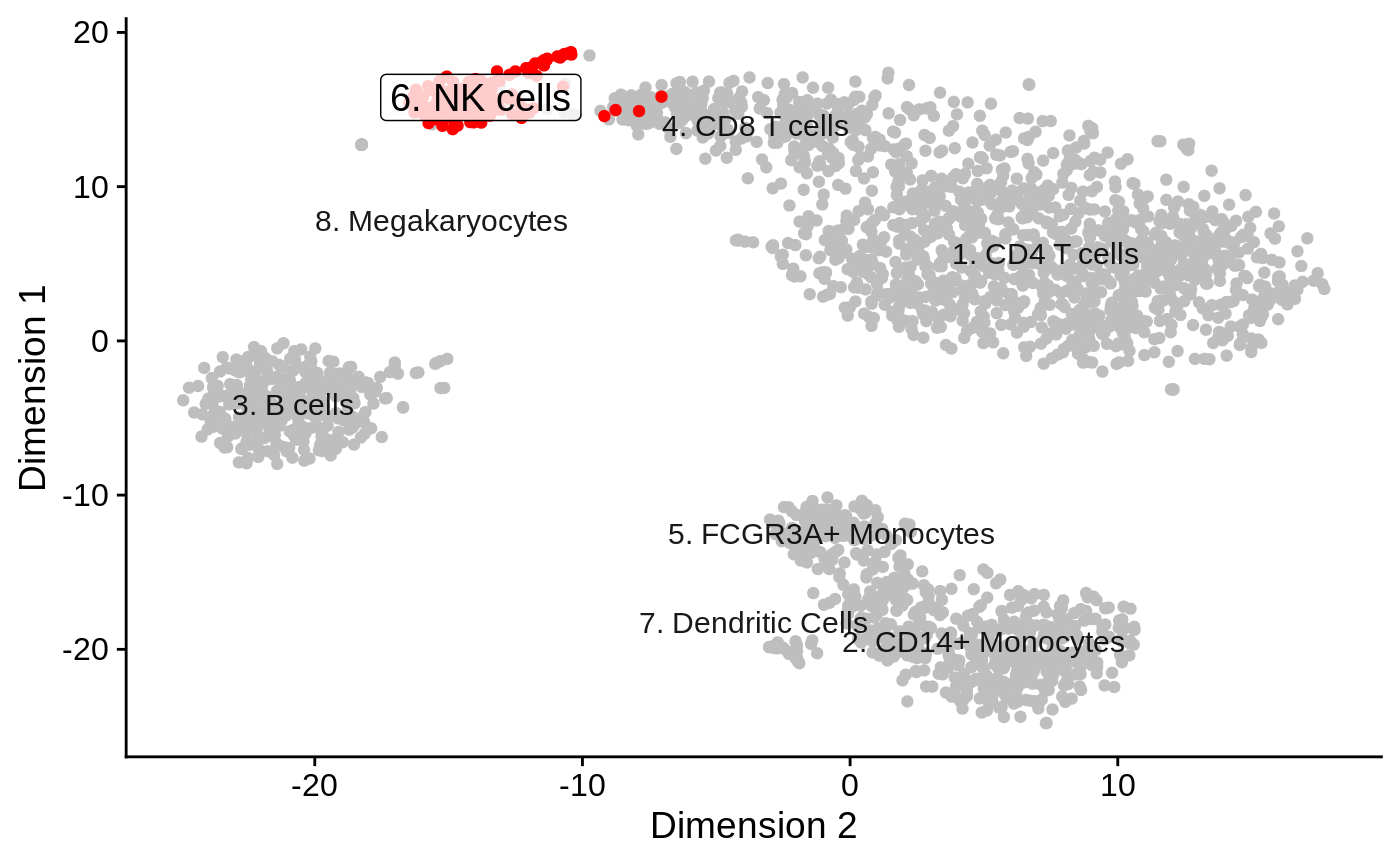 20
6. NK cells
4. CD8 T cells
10
8. Megakaryocytes
1. CD4 T cells
Dimension 1
0
3. B cells
-10
5. FCGR3A+ Monocytes
7. Dendritic Cells
2. CD14+ Monocytes
-20
-20
-10
0
10
Dimension 2